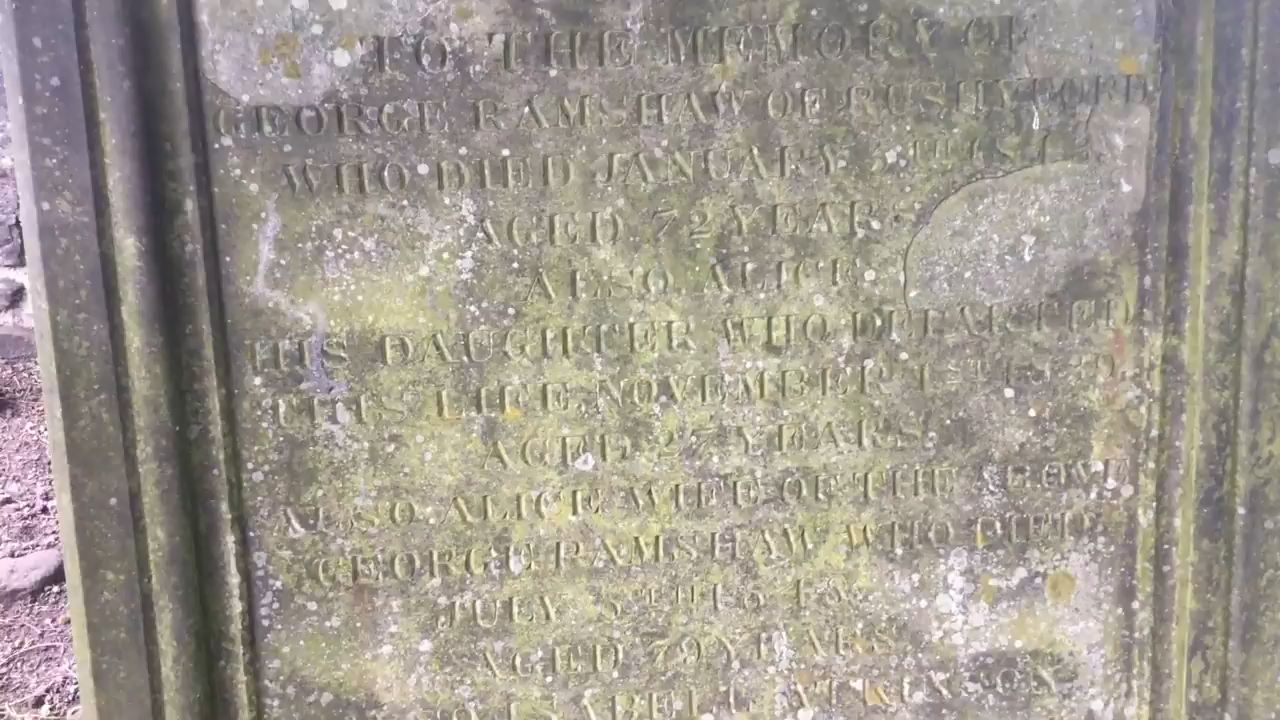 TO THE MEMORY OF
GEORGE RAMSHAW OF RUSHYFORD
WHO DIED JANUARY
AGED 72 YEARS
ALSO ALICE
HIS DAUGHTER WHO DEPARTED
THIS LIFE NOVEMBER 1ST
AGED 27 YEARS
ALSO ALICE WIFE OF THE ABOVE
GEORGE RAMSHAW WHO DIED
JULY
AGED 79 YEARS
ISABELL